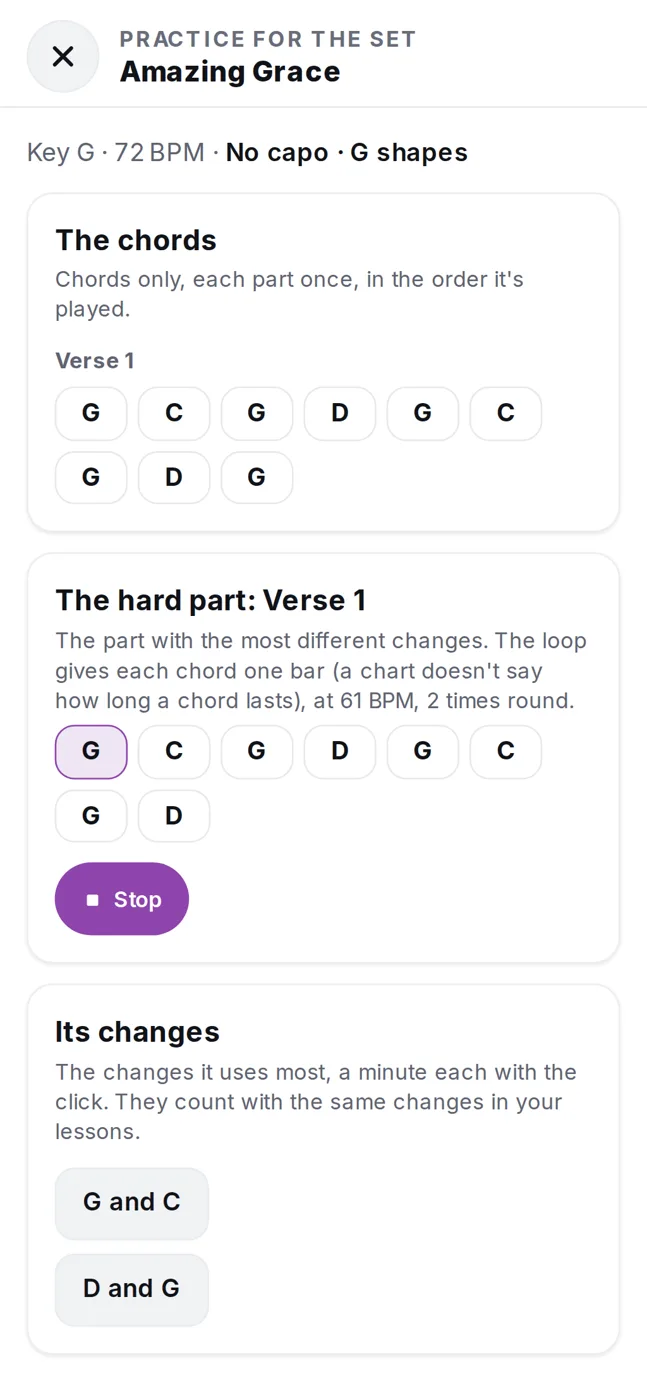 PRACTICE FOR THE SET
Amazing Grace
Key G · 72 BPM · No capo · G shapes
The chords
Chords only, each part once, in the order it's
played.
Verse 1
G C G D G C
G D G
The hard part: Verse 1
The part with the most different changes. The loop
gives each chord one bar (a chart doesn't say
how long a chord lasts), at 61 BPM, 2 times round.
G C G D G C
G D
Stop
Its changes
The changes it uses most, a minute each with the
click. They count with the same changes in your
lessons.
G and C
D and G